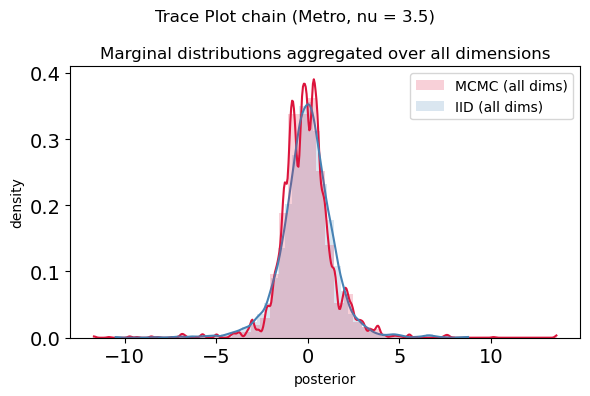 Trace Plot chain (Metro, nu = 3.5)
Marginal distributions aggregated over all dimensions
MCMC (all dims)
IID (all dims)
density
0.4
0.3
0.2
0.1
0.0
−10
−5
0
5
10
posterior